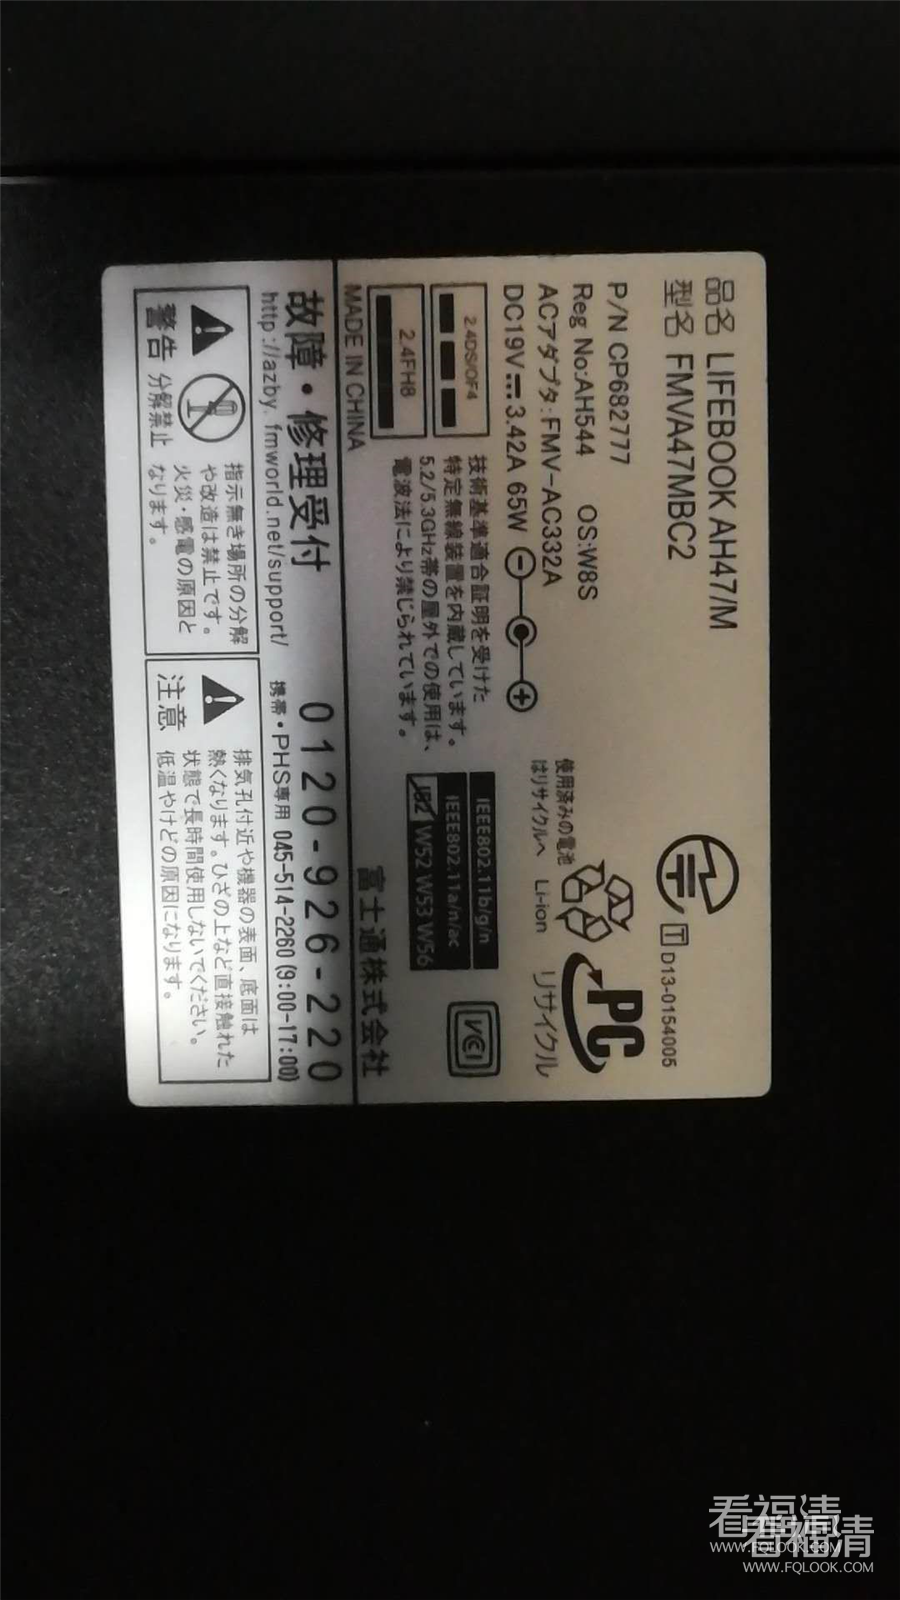 品名 LIFEBOOK AH47/M
型名 FMVA47MBC2
T D13-0154005
P/N CP682777
Reg No:AH544 OS:W8S
ACアダプタ:FMV-AC332A
DC19V 3.42A 65W
使用済みの電池
はリサイクルへ
Li-ion
PC
リサイクル
2.4DS/OF4
2.4FH8
技術基準適合証明を受けた
特定無線装置を内蔵しています。
5.2/5.3GHz帯の屋外での使用は、
電波法により禁じられています。
IEEE802.11b/g/n
IEEE802.11a/n/ac
J52 W52 W53 W56
VCI
MADE IN CHINA
富士通株式会社
故障・修理受付 0120-926-220
http://azby.fmworld.net/support/ 携帯・PHS専用 045-514-2260(9:00-17:00)
警告 分解禁止
指示無き場所の分解
や改造は禁止です。
火災・感電の原因と
なります。
注意
排気孔付近や機器の表面、底面は
熱くなります。ひざの上など直接触れた
状態で長時間使用しないでください。
低温やけどの原因になります。
看福清
WWW.FQLOOK.COM
看福清
WWW.FQLOOK.COM